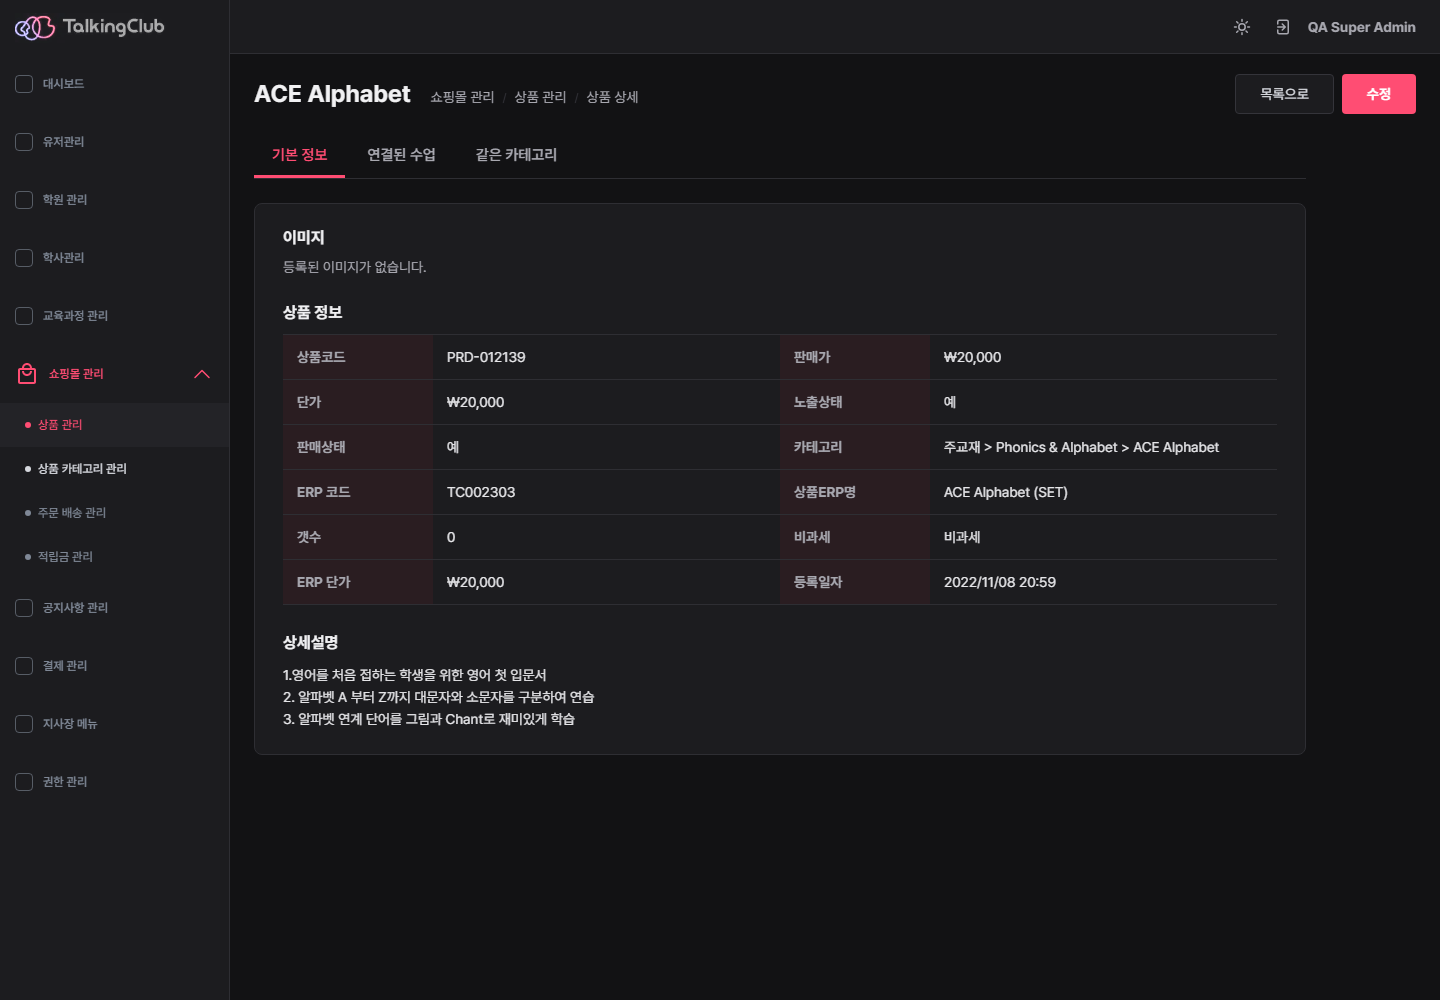 TalkingClub
QA Super Admin
대시보드
유저관리
학원 관리
학사관리
교육과정 관리
쇼핑몰 관리
상품 관리
상품 카테고리 관리
주문 배송 관리
적립금 관리
공지사항 관리
결제 관리
지사장 메뉴
권한 관리
ACE Alphabet
쇼핑몰 관리 / 상품 관리 / 상품 상세
목록으로
수정
기본 정보
연결된 수업
같은 카테고리
이미지
등록된 이미지가 없습니다.
상품 정보
상품코드 PRD-012139 판매가 ₩20,000
단가 ₩20,000 노출상태 예
판매상태 예 카테고리 주교재 > Phonics & Alphabet > ACE Alphabet
ERP 코드 TC002303 상품ERP명 ACE Alphabet (SET)
갯수 0 비과세 비과세
ERP 단가 ₩20,000 등록일자 2022/11/08 20:59
상세설명
1.영어를 처음 접하는 학생을 위한 영어 첫 입문서
2. 알파벳 A 부터 Z까지 대문자와 소문자를 구분하여 연습
3. 알파벳 연계 단어를 그림과 Chant로 재미있게 학습